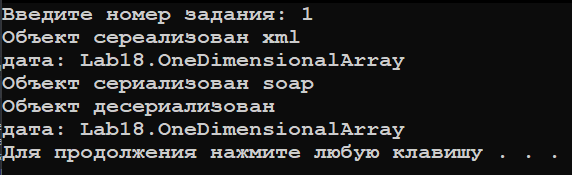 Введите номер задания: 1
Объект сереализован xml
дата: Lab18.OneDimensionalArray
Объект сериализован soap
Объект десериализован
дата: Lab18.OneDimensionalArray
Для продолжения нажмите любую клавишу . . .